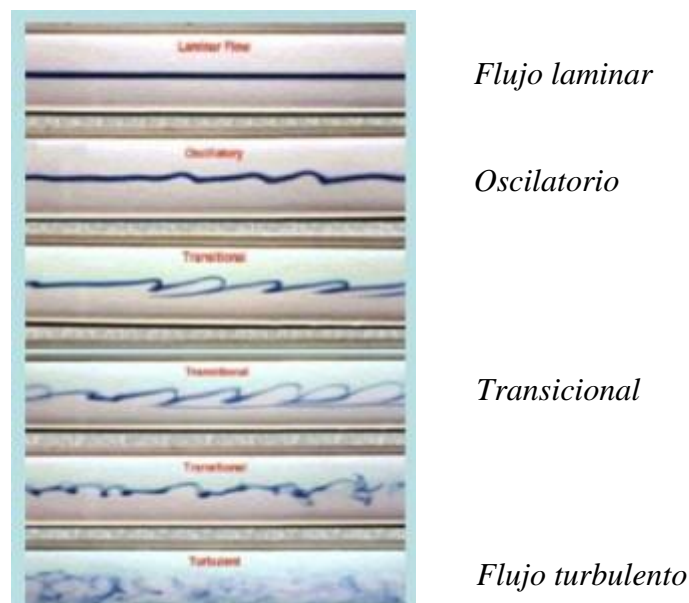 Laminar Flow
Flujo laminar
Oscillatory
Oscilatorio
Transitional
Transitional
Transicional
Transitional
Turbulent
Flujo turbulento